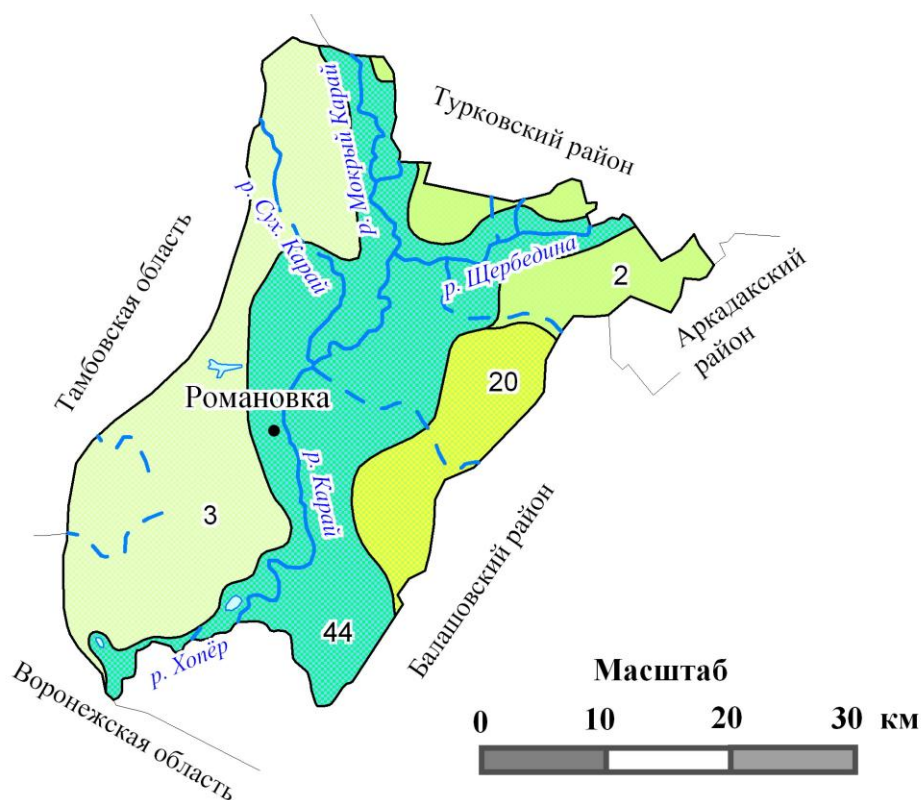 Турковский район
р. Мокрый Карай
р. Сух. Карай
р. Щербедина
2
Аркадакский
район
Тамбовская область
20
Романовка
р. Карай
3
Балашовский район
44
р. Хопёр
Воронежская область
Масштаб
0 10 20 30 км